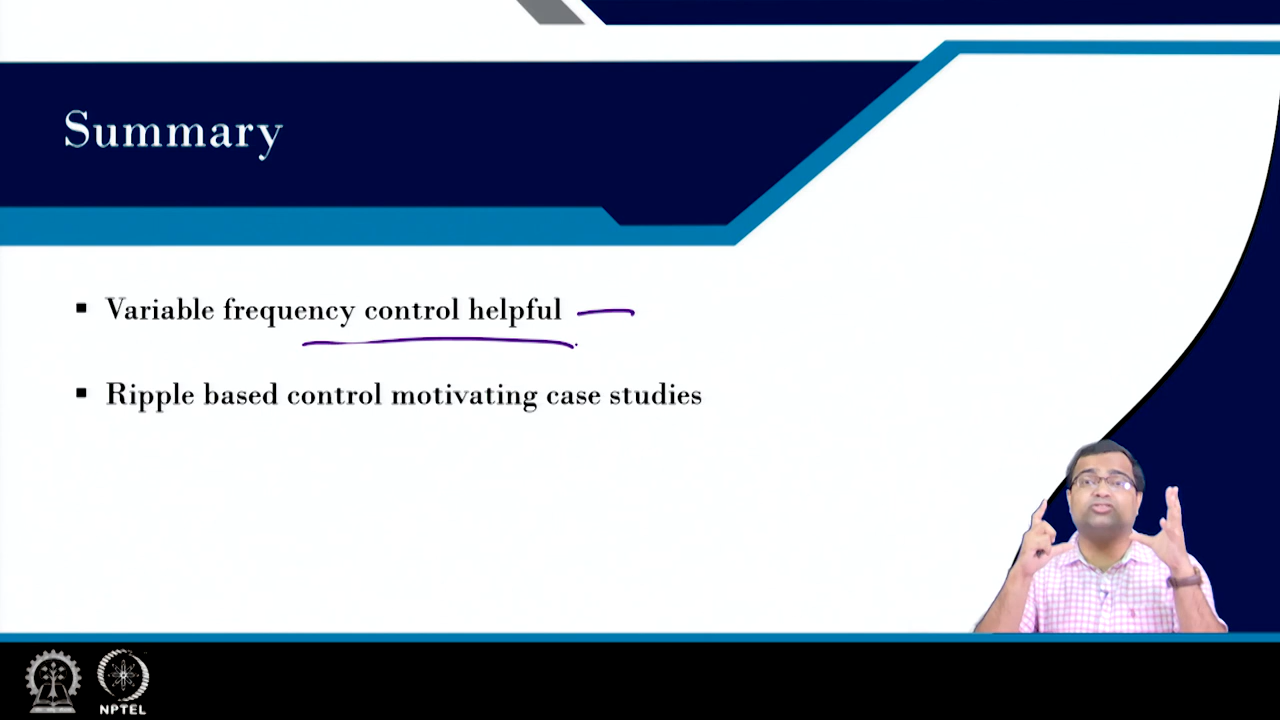 Summary
▪ Variable frequency control helpful
▪ Ripple based control motivating case studies
NPTEL